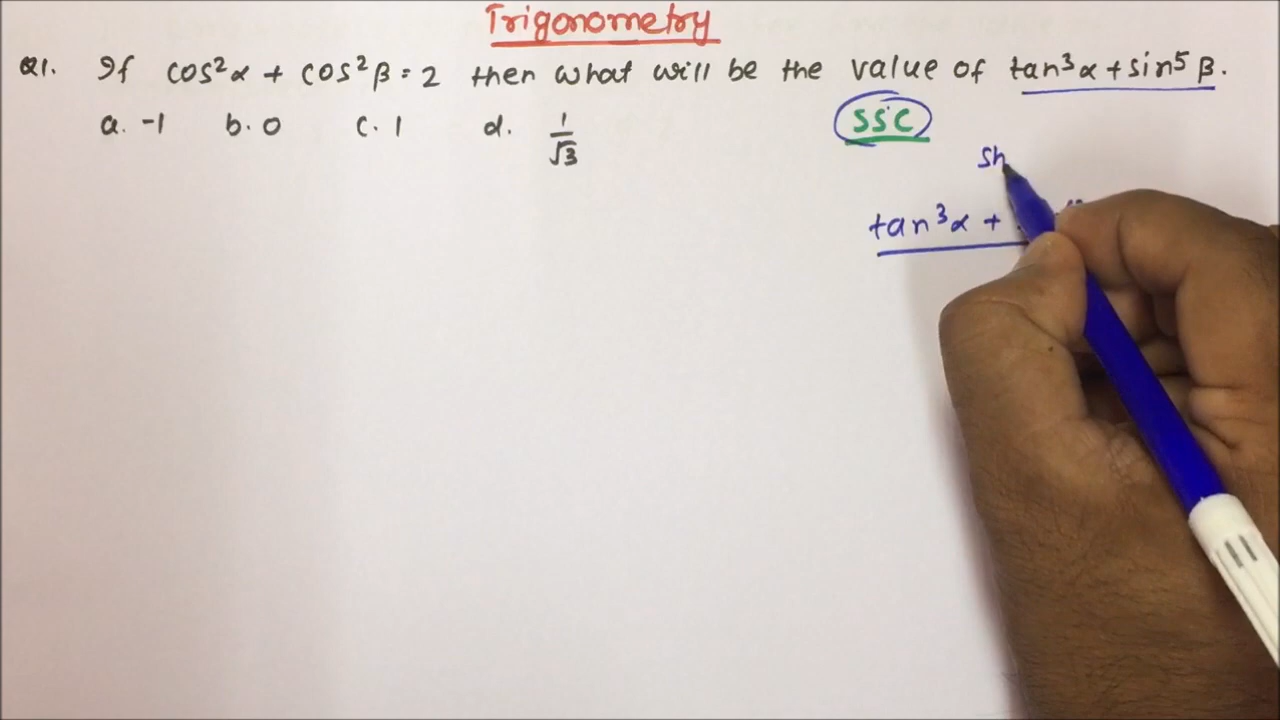 Trigonometry
Q1. If cos²α + cos²β = 2 then what will be the value of tan³α + sin⁵β.
a. -1 b. 0 c. 1 d. 1/√3
SSC
Sh
tan³α +